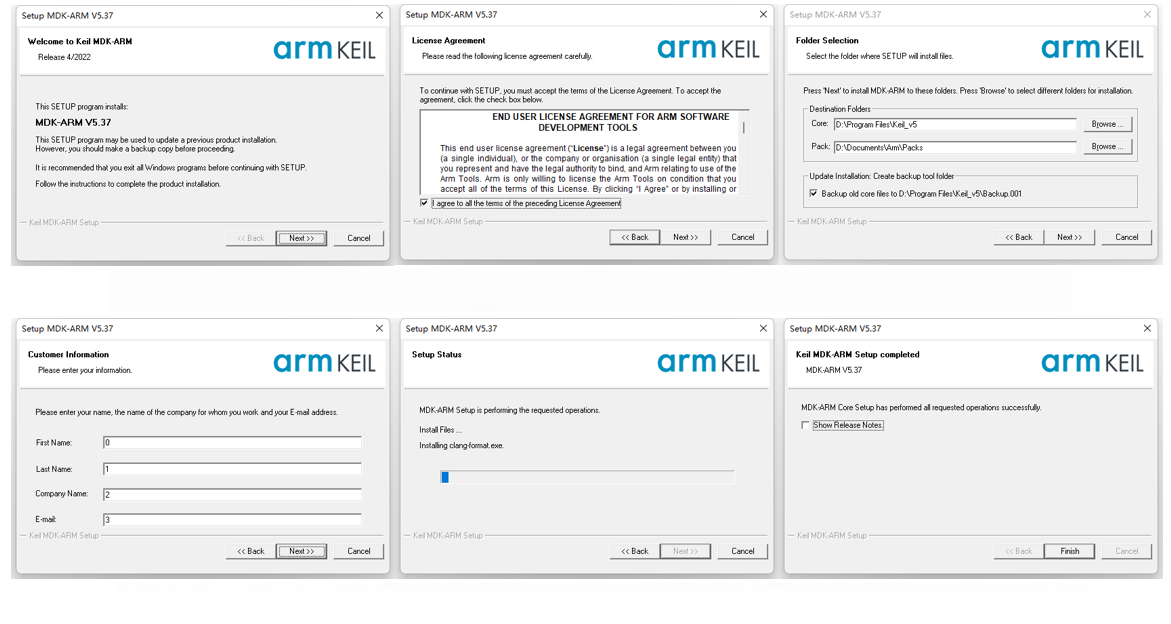 Setup MDK-ARM V5.37
Welcome to Keil MDK-ARM
Release 4/2022
arm KEIL
This SETUP program installs:
MDK-ARM V5.37
This SETUP program may be used to update a previous product installation.
However, you should make a backup copy before proceeding.
It is recommended that you exit all Windows programs before continuing with SETUP.
Follow the instructions to complete the product installation.
Keil MDK-ARM Setup
<< Back
Next >>
Cancel
Setup MDK-ARM V5.37
License Agreement
Please read the following license agreement carefully.
arm KEIL
To continue with SETUP, you must accept the terms of the License Agreement. To accept the
agreement, click the check box below.
END USER LICENSE AGREEMENT FOR ARM SOFTWARE
DEVELOPMENT TOOLS
This end user license agreement (“License”) is a legal agreement between you
(a single individual), or the company or organisation (a single legal entity) that
you represent and have the legal authority to bind, and Arm relating to use of the
Arm Tools. Arm is only willing to license the Arm Tools on condition that you
accept all of the terms of this License. By clicking “I Agree” or by installing or
I agree to all the terms of the preceding License Agreement
Keil MDK-ARM Setup
<< Back
Next >>
Cancel
Setup MDK-ARM V5.37
Folder Selection
Select the folder where SETUP will install files.
arm KEIL
Press 'Next' to install MDK-ARM to these folders. Press 'Browse' to select different folders for installation.
Destination Folders
Core: D:\Program Files\Keil_v5 Browse ...
Pack: D:\Documents\Arm\Packs Browse ...
Update Installation: Create backup tool folder
Backup old core files to D:\Program Files\Keil_v5\Backup.001
Keil MDK-ARM Setup
<< Back
Next >>
Cancel
Setup MDK-ARM V5.37
Customer Information
Please enter your information.
arm KEIL
Please enter your name, the name of the company for whom you work and your E-mail address.
First Name: 0
Last Name: 1
Company Name: 2
E-mail: 3
Keil MDK-ARM Setup
<< Back
Next >>
Cancel
Setup MDK-ARM V5.37
Setup Status
arm KEIL
MDK-ARM Setup is performing the requested operations.
Install Files ...
Installing clang-format.exe.
Keil MDK-ARM Setup
<< Back
Next >>
Cancel
Setup MDK-ARM V5.37
Keil MDK-ARM Setup completed
MDK-ARM V5.37
arm KEIL
MDK-ARM Core Setup has performed all requested operations successfully.
Show Release Notes.
Keil MDK-ARM Setup
<< Back
Finish
Cancel